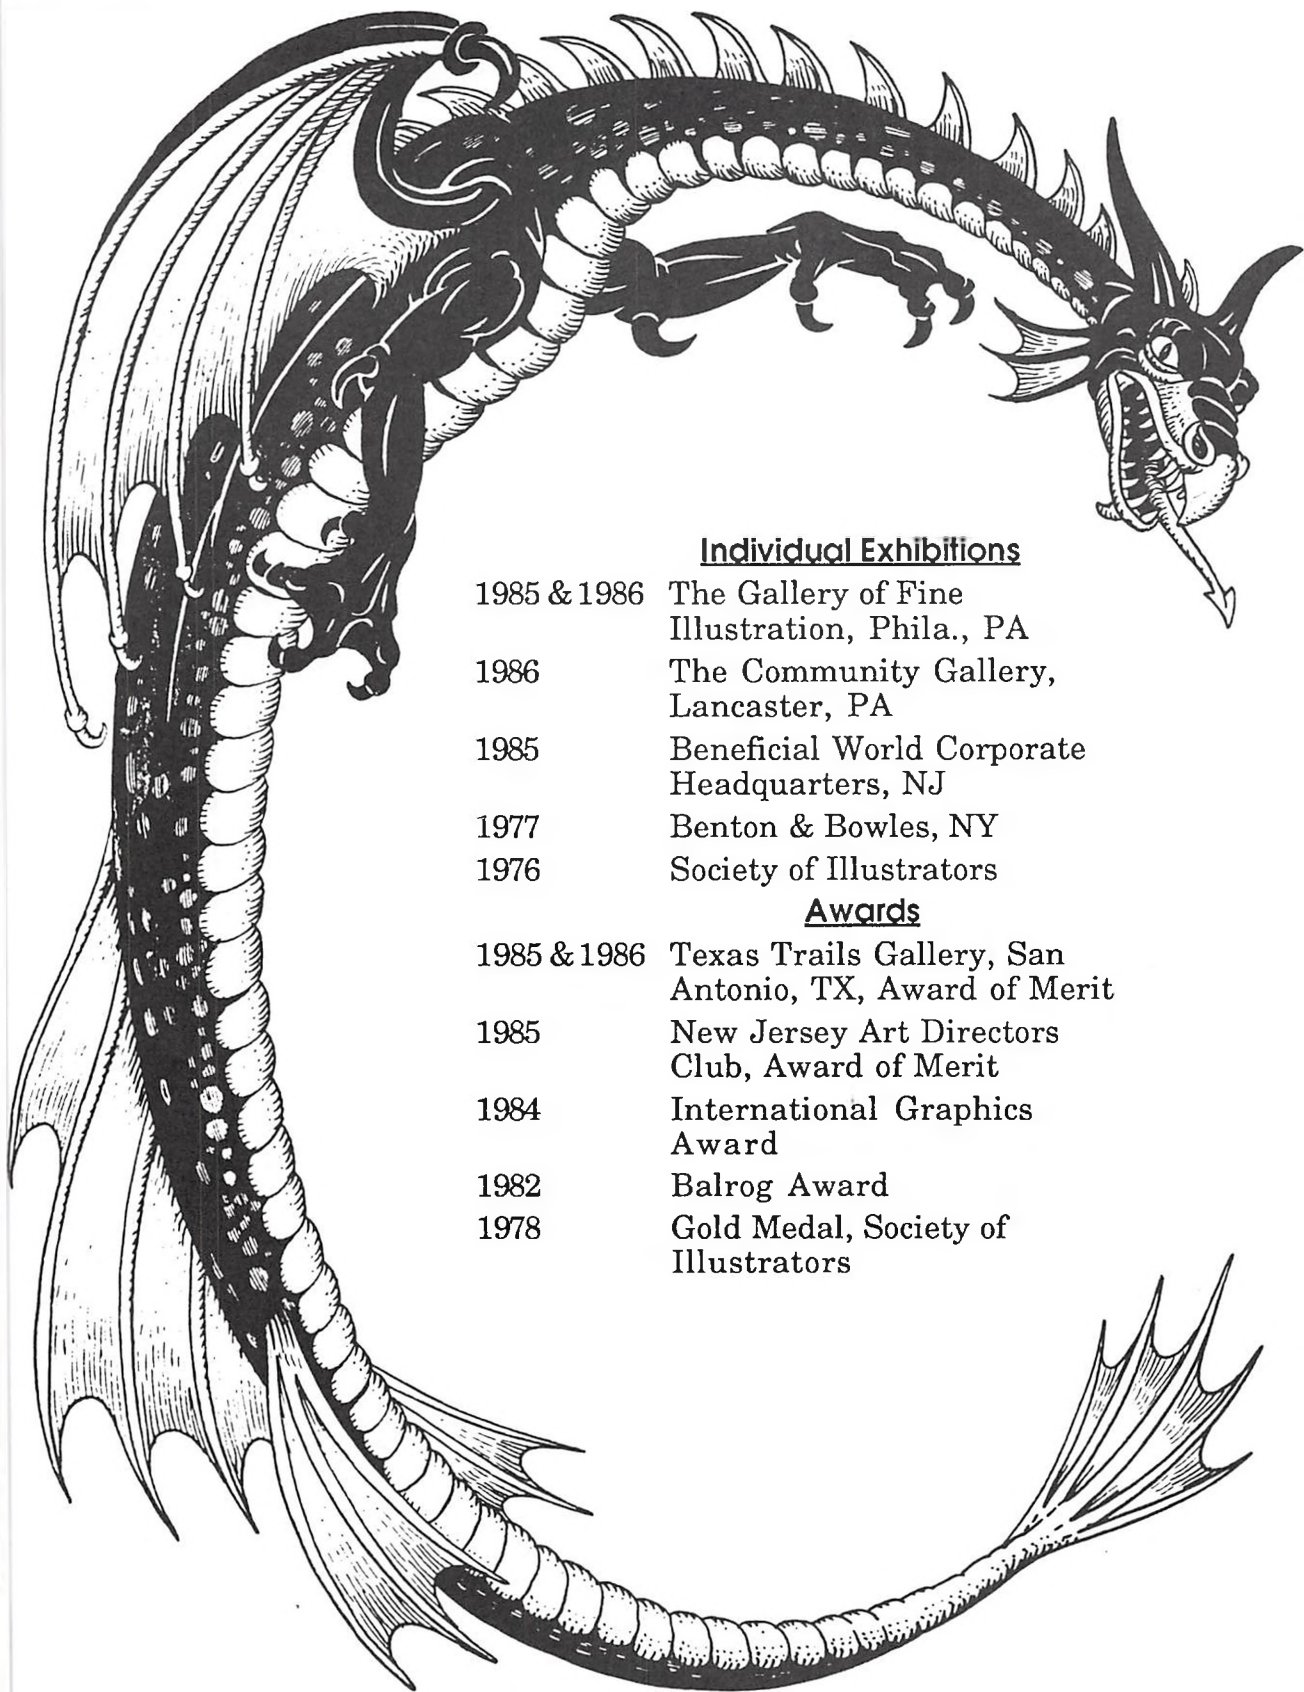 Individual Exhibitions
1985 & 1986 The Gallery of Fine
Illustration, Phila., PA
1986 The Community Gallery,
Lancaster, PA
1985 Beneficial World Corporate
Headquarters, NJ
1977 Benton & Bowles, NY
1976 Society of Illustrators
Awards
1985 & 1986 Texas Trails Gallery, San
Antonio, TX, Award of Merit
1985 New Jersey Art Directors
Club, Award of Merit
1984 International Graphics
Award
1982 Balrog Award
1978 Gold Medal, Society of
Illustrators